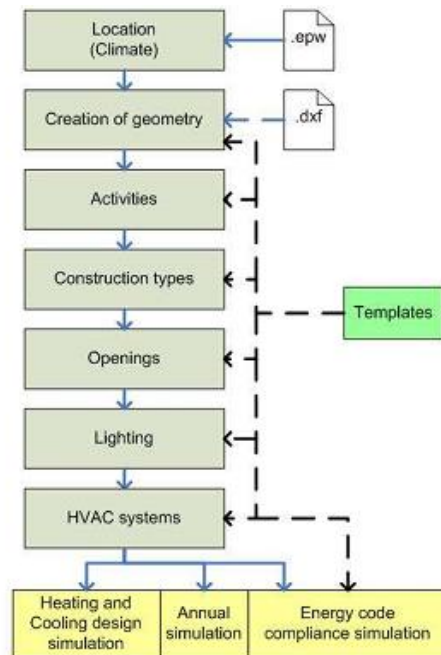 Location
(Climate)
.epw
Creation of geometry
.dxf
Activities
Construction types
Templates
Openings
Lighting
HVAC systems
Heating and
Cooling design
simulation
Annual
simulation
Energy code
compliance simulation